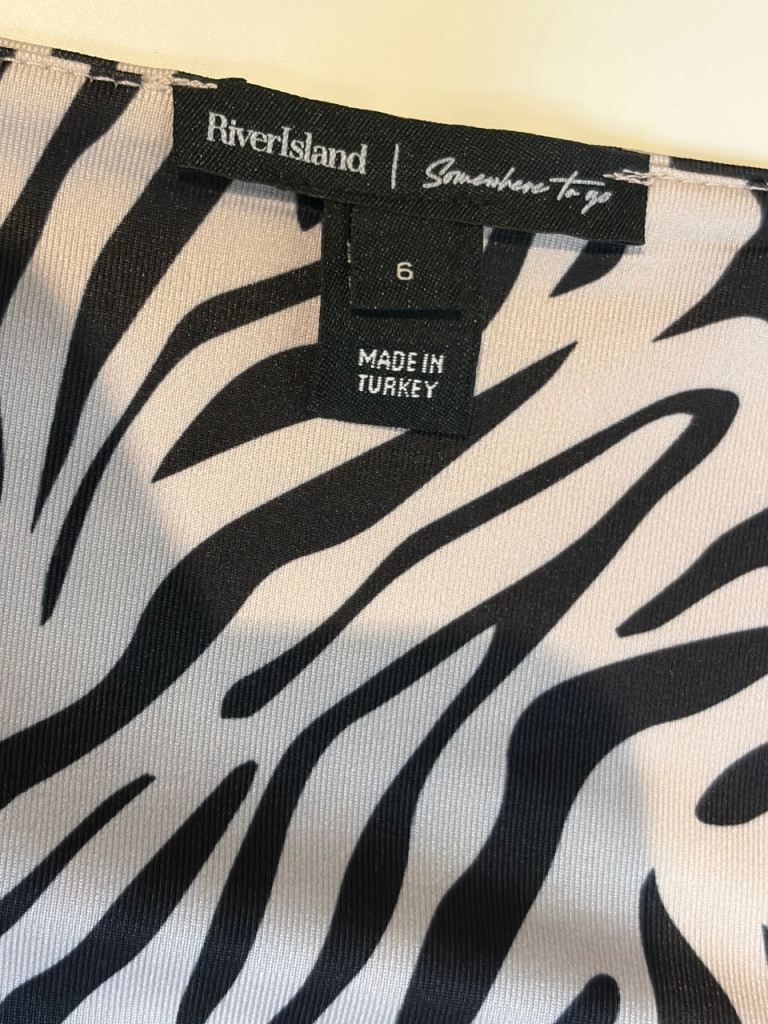 RiverIsland | Somewhere to go
6
MADE IN
TURKEY